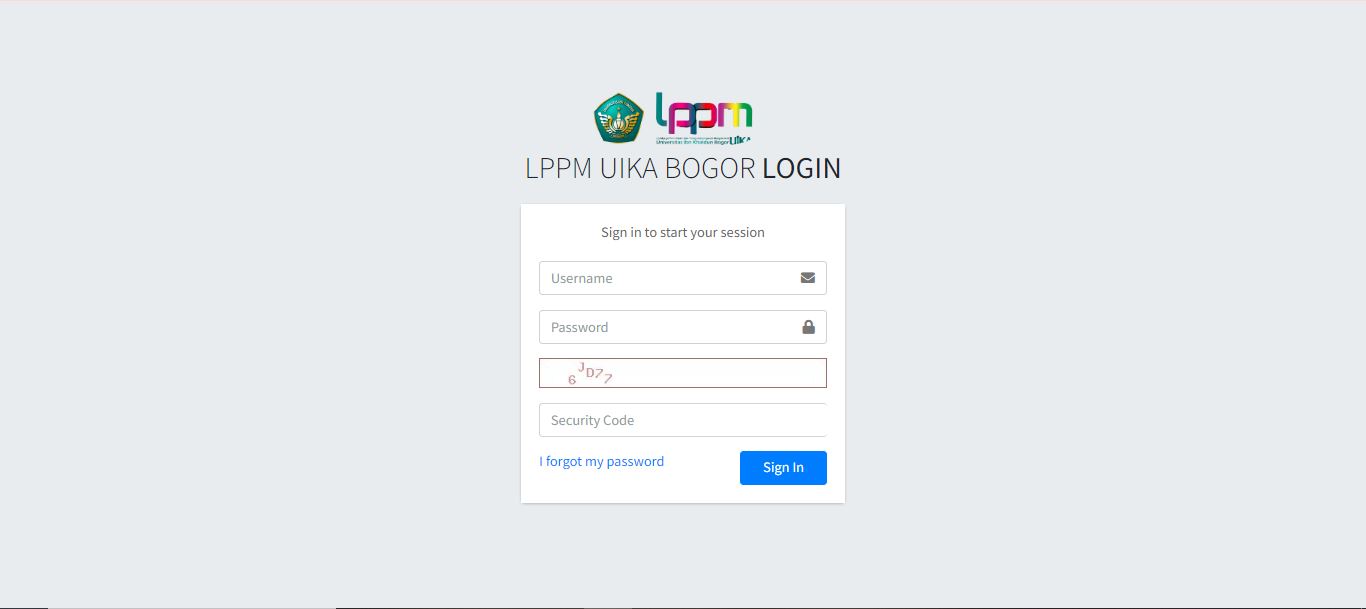 lppm
Universitas Ibn Khaldun Bogor UIKA
LPPM UIKA BOGOR LOGIN
Sign in to start your session
Username
Password
6JD77
Security Code
I forgot my password
Sign In